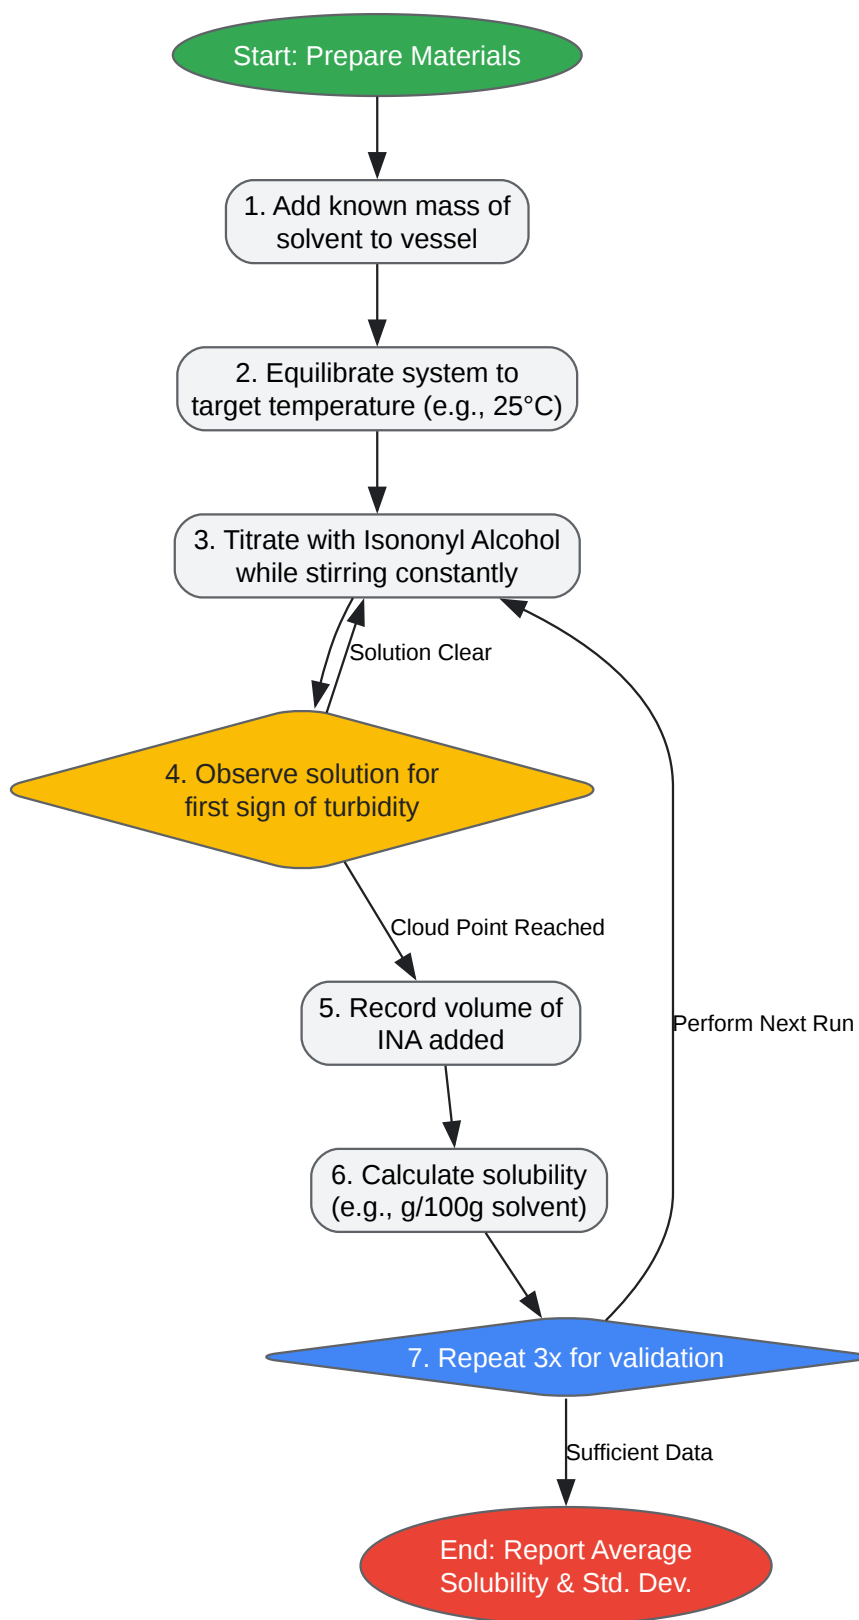 Start: Prepare Materials
1. Add known mass of
solvent to vessel
2. Equilibrate system to
target temperature (e.g., 25°C)
3. Titrate with Isononyl Alcohol
while stirring constantly
Solution Clear
4. Observe solution for
first sign of turbidity
Cloud Point Reached
5. Record volume of
INA added
Perform Next Run
6. Calculate solubility
(e.g., g/100g solvent)
7. Repeat 3x for validation
Sufficient Data
End: Report Average
Solubility & Std. Dev.